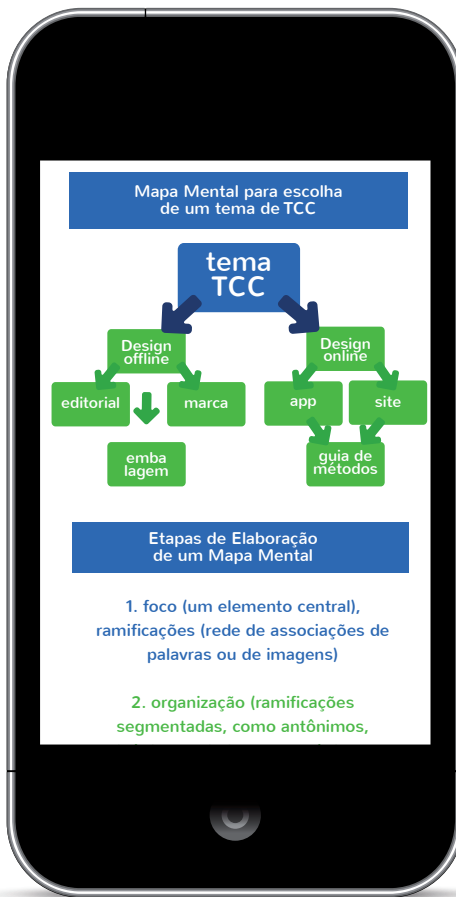 Mapa Mental para escolha
de um tema de TCC
tema
TCC
Design
offline
Design
online
editorial
marca
app
site
emba
lagem
guia de
métodos
Etapas de Elaboração
de um Mapa Mental
1. foco (um elemento central),
ramificações (rede de associações de
palavras ou de imagens)
2. organização (ramificações
segmentadas, como antônimos,